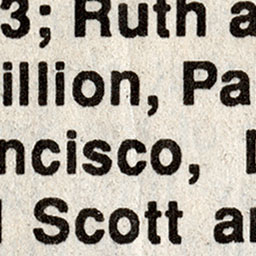 3; Ruth a
illion, Pa
ncisco,
Scott a